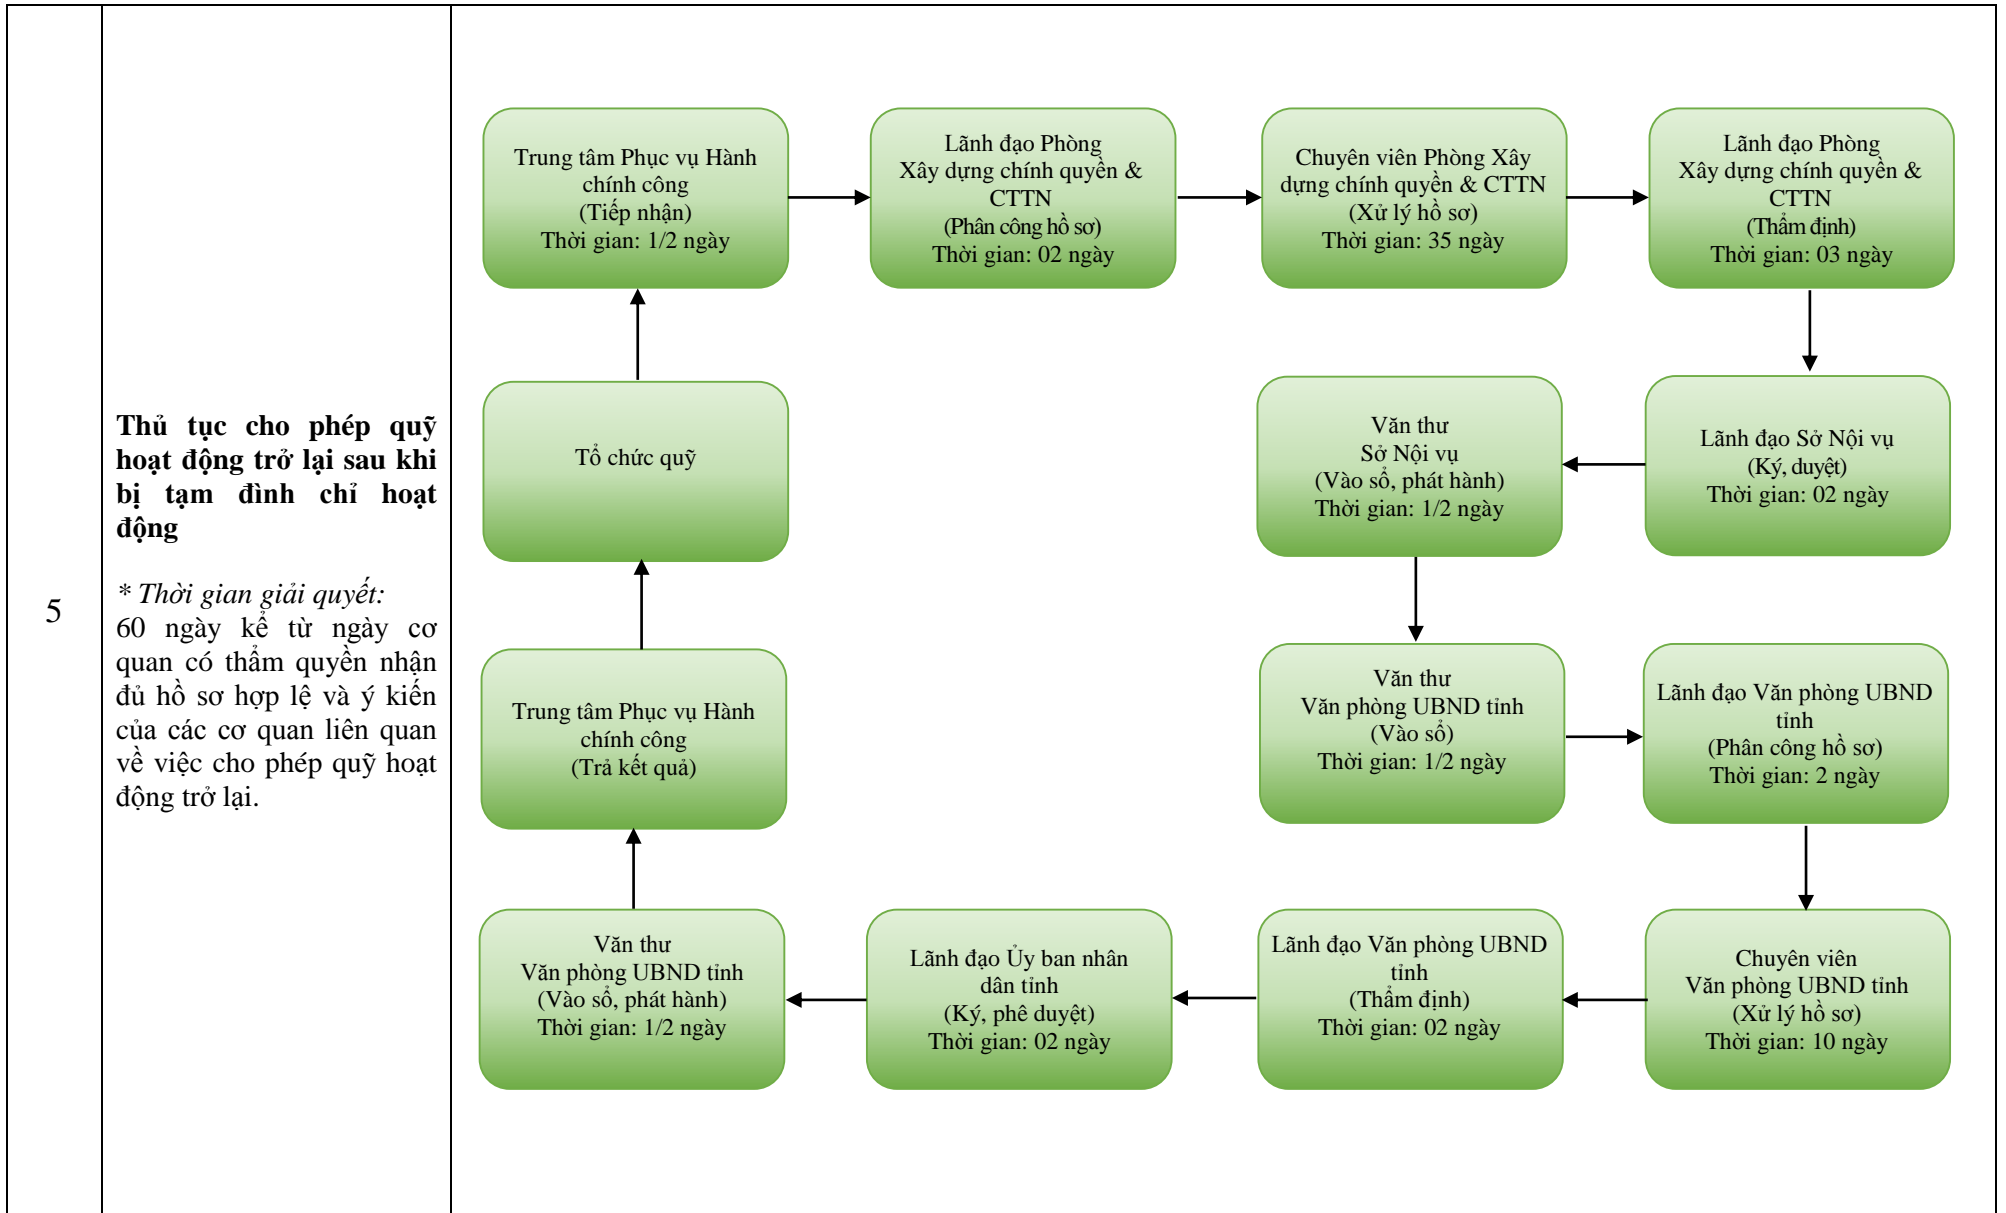 5
Thủ tục cho phép quỹ
hoạt động trở lại sau khi
bị tạm đình chỉ hoạt
động
* Thời gian giải quyết:
60 ngày kể từ ngày cơ
quan có thẩm quyền nhận
đủ hồ sơ hợp lệ và ý kiến
của các cơ quan liên quan
về việc cho phép quỹ hoạt
động trở lại.
Trung tâm Phục vụ Hành
chính công
(Tiếp nhận)
Thời gian: 1/2 ngày
Lãnh đạo Phòng
Xây dựng chính quyền &
CTTN
(Phân công hồ sơ)
Thời gian: 02 ngày
Chuyên viên Phòng Xây
dựng chính quyền & CTTN
(Xử lý hồ sơ)
Thời gian: 35 ngày
Lãnh đạo Phòng
Xây dựng chính quyền &
CTTN
(Thẩm định)
Thời gian: 03 ngày
Tổ chức quỹ
Văn thư
Sở Nội vụ
(Vào sổ, phát hành)
Thời gian: 1/2 ngày
Lãnh đạo Sở Nội vụ
(Ký, duyệt)
Thời gian: 02 ngày
Trung tâm Phục vụ Hành
chính công
(Trả kết quả)
Văn thư
Văn phòng UBND tỉnh
(Vào sổ)
Thời gian: 1/2 ngày
Lãnh đạo Văn phòng UBND
tỉnh
(Phân công hồ sơ)
Thời gian: 2 ngày
Văn thư
Văn phòng UBND tỉnh
(Vào sổ, phát hành)
Thời gian: 1/2 ngày
Lãnh đạo Ủy ban nhân
dân tỉnh
(Ký, phê duyệt)
Thời gian: 02 ngày
Lãnh đạo Văn phòng UBND
tỉnh
(Thẩm định)
Thời gian: 02 ngày
Chuyên viên
Văn phòng UBND tỉnh
(Xử lý hồ sơ)
Thời gian: 10 ngày